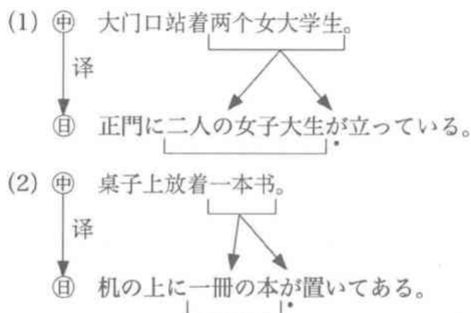 (1) ㊥ 大门口站着两个女大学生。
译
㊐ 正門に二人の女子大生が立っている。
(2) ㊥ 桌子上放着一本书。
译
㊐ 机の上に一冊の本が置いてある。